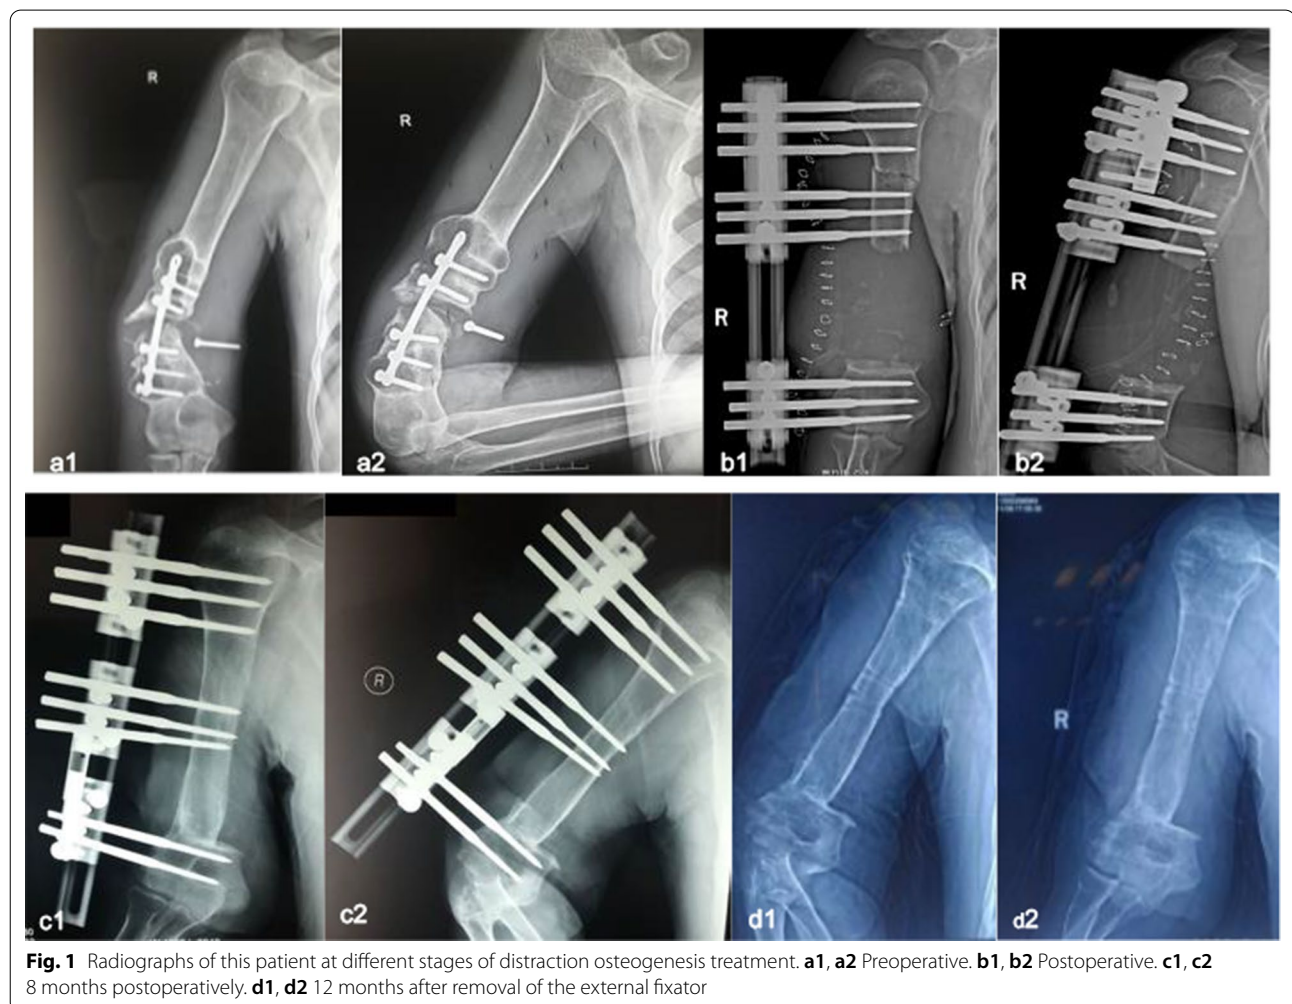 R
R
a1
a2
R
b1
R
b2
c1
R
c2
d1
R
d2
Fig. 1 Radiographs of this patient at different stages of distraction osteogenesis treatment. a1, a2 Preoperative. b1, b2 Postoperative. c1, c2
8 months postoperatively. d1, d2 12 months after removal of the external fixator